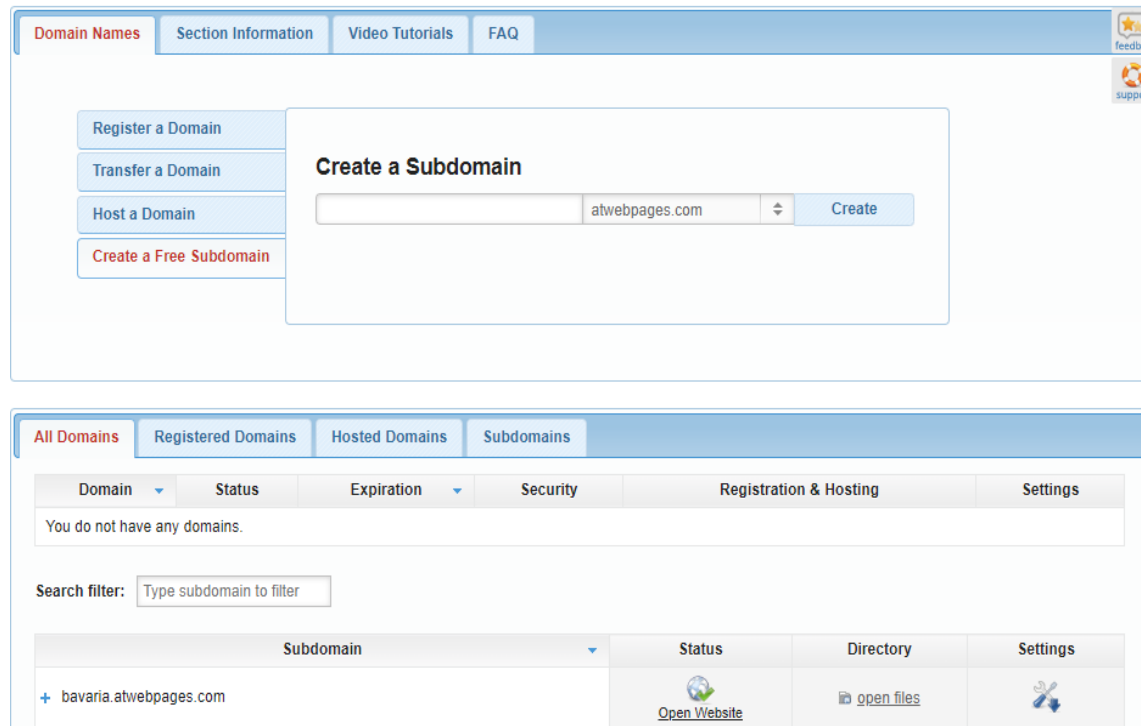 Domain Names Section Information Video Tutorials FAQ
Register a Domain
Transfer a Domain
Host a Domain
Create a Free Subdomain
Create a Subdomain
atwebpages.com Create
All Domains Registered Domains Hosted Domains Subdomains
Domain Status Expiration Security Registration & Hosting Settings
You do not have any domains.
Search filter: Type subdomain to filter
Subdomain Status Directory Settings
+ bavaria.atwebpages.com Open Website open files